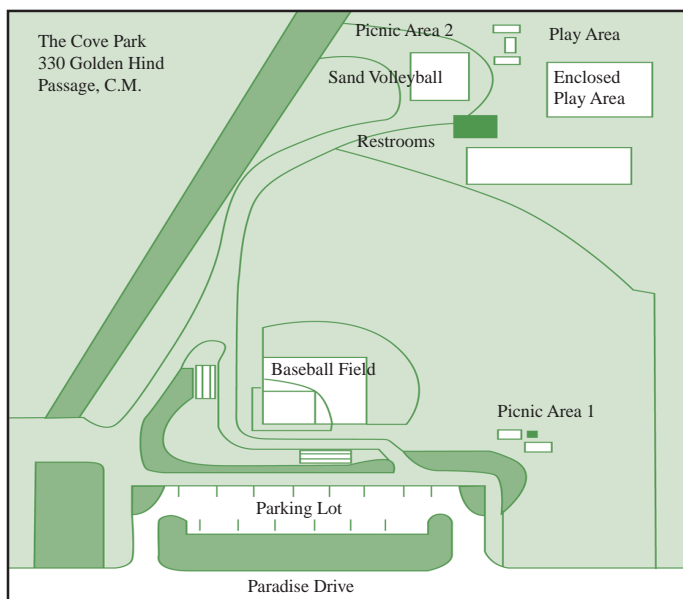 The Cove Park
330 Golden Hind
Passage, C.M.
Picnic Area 2
Play Area
Sand Volleyball
Enclosed
Play Area
Restrooms
Baseball Field
Picnic Area 1
Parking Lot
Paradise Drive